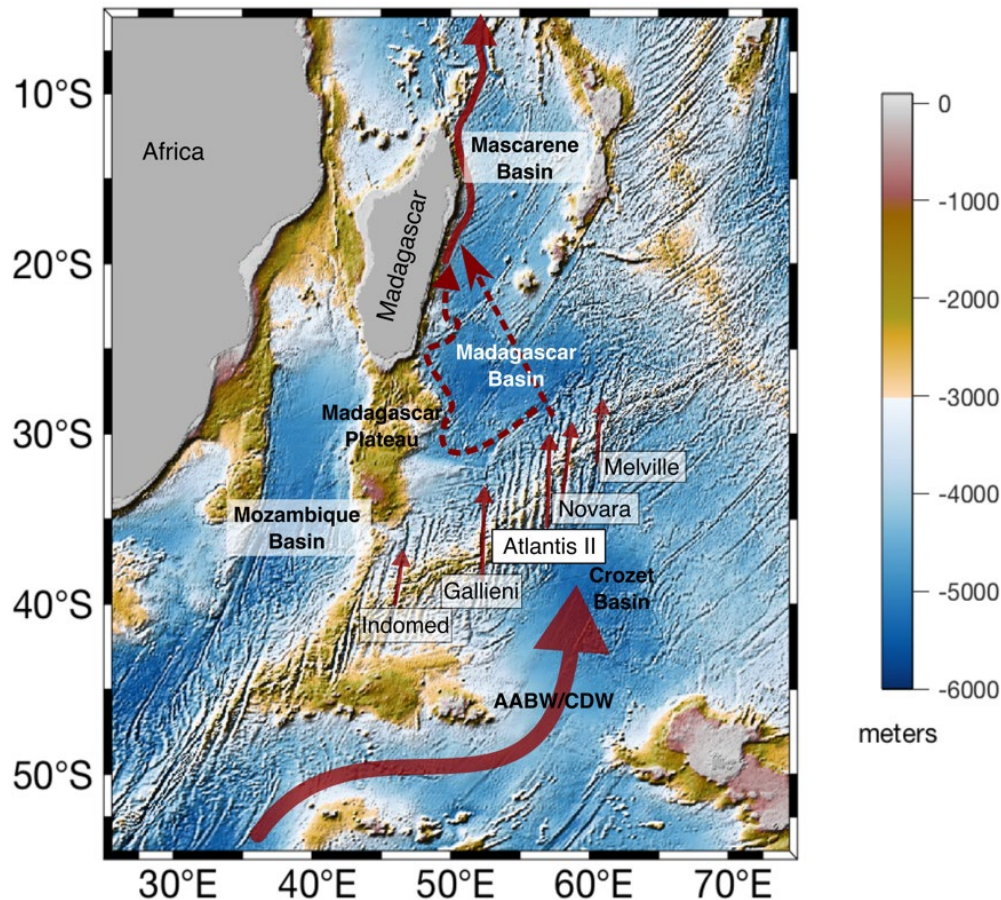 10°S
20°S
30°S
40°S
50°S
Africa
Madagascar
Mascarene
Basin
Madagascar
Basin
Madagascar
Plateau
Melville
Novara
Mozambique
Basin
Atlantis II
Crozet
Basin
Gallieni
Indomed
AABW/CDW
30°E
40°E
50°E
60°E
70°E
0
-1000
-2000
-3000
-4000
-5000
-6000
meters